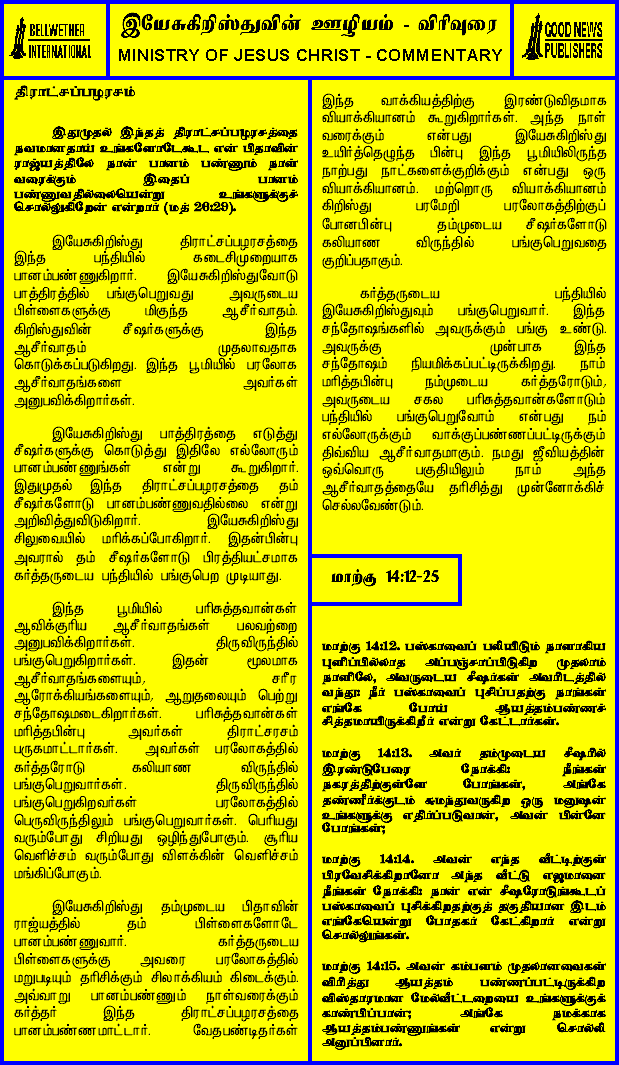 BELLWETHER
INTERNATIONAL
இயேசுகிறிஸ்துவின் ஊழியம் - விரிவுரை
MINISTRY OF JESUS CHRIST - COMMENTARY
GOOD NEWS
PUBLISHERS
திராட்சப்பழரசம்
இதுமுதல் இந்தத் திராட்சப்பழரசத்தை
நவமானதாய் உங்களோடேகூட என் பிதாவின்
ராஜ்யத்திலே நான் பானம் பண்ணும் நாள்
வரைக்கும் இதைப் பானம்
பண்ணுவதில்லையென்று உங்களுக்குச்
சொல்லுகிறேன் என்றார் (மத் 26:29).
இயேசுகிறிஸ்து திராட்சப்பழரசத்தை
இந்த பந்தியில் கடைசிமுறையாக
பானம்பண்ணுகிறார். இயேசுகிறிஸ்துவோடு
பாத்திரத்தில் பங்குபெறுவது அவருடைய
பிள்ளைகளுக்கு மிகுந்த ஆசீர்வாதம்.
கிறிஸ்துவின் சீஷர்களுக்கு இந்த
ஆசீர்வாதம் முதலாவதாக
கொடுக்கப்படுகிறது. இந்த பூமியில் பரலோக
ஆசீர்வாதங்களை அவர்கள்
அனுபவிக்கிறார்கள்.
இயேசுகிறிஸ்து பாத்திரத்தை எடுத்து
சீஷர்களுக்கு கொடுத்து இதிலே எல்லோரும்
பானம்பண்ணுங்கள் என்று கூறுகிறார்.
இதுமுதல் இந்த திராட்சப்பழரசத்தை தம்
சீஷர்களோடு பானம்பண்ணுவதில்லை என்று
அறிவித்துவிடுகிறார். இயேசுகிறிஸ்து
சிலுவையில் மரிக்கப்போகிறார். இதன்பின்பு
அவரால் தம் சீஷர்களோடு பிரத்தியட்சமாக
கர்த்தருடைய பந்தியில் பங்குபெற முடியாது.
இந்த பூமியில் பரிசுத்தவான்கள்
ஆவிக்குரிய ஆசீர்வாதங்கள் பலவற்றை
அனுபவிக்கிறார்கள். திருவிருந்தில்
பங்குபெறுகிறார்கள். இதன் மூலமாக
ஆசீர்வாதங்களையும், சரீர
ஆரோக்கியங்களையும், ஆறுதலையும் பெற்று
சந்தோஷமடைகிறார்கள். பரிசுத்தவான்கள்
மரித்தபின்பு அவர்கள் திராட்சரசம்
பருகமாட்டார்கள். அவர்கள் பரலோகத்தில்
கர்த்தரோடு கலியாண விருந்தில்
பங்குபெறுவார்கள். திருவிருந்தில்
பங்குபெறுகிறவர்கள் பரலோகத்தில்
பெருவிருந்திலும் பங்குபெறுவார்கள். பெரியது
வரும்போது சிறியது ஒழிந்துபோகும். சூரிய
வெளிச்சம் வரும்போது விளக்கின் வெளிச்சம்
மங்கிப்போகும்.
இயேசுகிறிஸ்து தம்முடைய பிதாவின்
ராஜ்யத்தில் தம் பிள்ளைகளோடே
பானம்பண்ணுவார். கர்த்தருடைய
பிள்ளைகளுக்கு அவரை பரலோகத்தில்
மறுபடியும் தரிசிக்கும் சிலாக்கியம் கிடைக்கும்.
அவ்வாறு பானம்பண்ணும் நாள்வரைக்கும்
கர்த்தர் இந்த திராட்சப்பழரசத்தை
பானம்பண்ணமாட்டார். வேதபண்டிதர்கள்
இந்த வாக்கியத்திற்கு இரண்டுவிதமாக
வியாக்கியானம் கூறுகிறார்கள். அந்த நாள்
வரைக்கும் என்பது இயேசுகிறிஸ்து
உயிர்த்தெழுந்த பின்பு இந்த பூமியிலிருந்த
நாற்பது நாட்களைக்குறிக்கும் என்பது ஒரு
வியாக்கியானம். மற்றொரு வியாக்கியானம்
கிறிஸ்து பரமேறி பரலோகத்திற்குப்
போனபின்பு தம்முடைய சீஷர்களோடு
கலியாண விருந்தில் பங்குபெறுவதை
குறிப்பதாகும்.
கர்த்தருடைய பந்தியில்
இயேசுகிறிஸ்துவும் பங்குபெறுவார். இந்த
சந்தோஷங்களில் அவருக்கும் பங்கு உண்டு.
அவருக்கு முன்பாக இந்த
சந்தோஷம் நியமிக்கப்பட்டிருக்கிறது. நாம்
மரித்தபின்பு நம்முடைய கர்த்தரோடும்,
அவருடைய சகல பரிசுத்தவான்களோடும்
பந்தியில் பங்குபெறுவோம் என்பது நம்
எல்லோருக்கும் வாக்குப்பண்ணப்பட்டிருக்கும்
திவ்விய ஆசீர்வாதமாகும். நமது ஜீவியத்தின்
ஒவ்வொரு பகுதியிலும் நாம் அந்த
ஆசீர்வாதத்தையே தரிசித்து முன்னோக்கிச்
செல்லவேண்டும்.
மாற்கு 14:12-25
மாற்கு 14:12. பஸ்காவைப் பலியிடும் நாளாகிய
புளிப்பில்லாத அப்பஞ்சாப்பிடுகிற முதலாம்
நாளிலே, அவருடைய சீஷர்கள் அவரிடத்தில்
வந்து: நீர் பஸ்காவைப் புசிப்பதற்கு நாங்கள்
எங்கே போய் ஆயத்தம்பண்ணச்
சித்தமாயிருக்கிறீர் என்று கேட்டார்கள்.
மாற்கு 14:13. அவர் தம்முடைய சீஷரில்
இரண்டுபேரை நோக்கி: நீங்கள்
நகரத்திற்குள்ளே போங்கள், அங்கே
தண்ணீர்க்குடம் சுமந்துவருகிற ஒரு மனுஷன்
உங்களுக்கு எதிர்ப்படுவான், அவன் பின்னே
போங்கள்;
மாற்கு 14:14. அவன் எந்த வீட்டிற்குள்
பிரவேசிக்கிறானோ அந்த வீட்டு எஜமானை
நீங்கள் நோக்கி: நான் என் சீஷரோடுங்கூடப்
பஸ்காவைப் புசிக்கிறதற்குத் தகுதியான இடம்
எங்கேயென்று போதகர் கேட்கிறார் என்று
சொல்லுங்கள்.
மாற்கு 14:15. அவன் கம்பளம் முதலானவைகள்
விரித்து ஆயத்தம் பண்ணப்பட்டிருக்கிற
விஸ்தாரமான மேல்வீட்டறையை உங்களுக்குக்
காண்பிப்பான்; அங்கே நமக்காக
ஆயத்தம்பண்ணுங்கள் என்று சொல்லி
அனுப்பினார்.